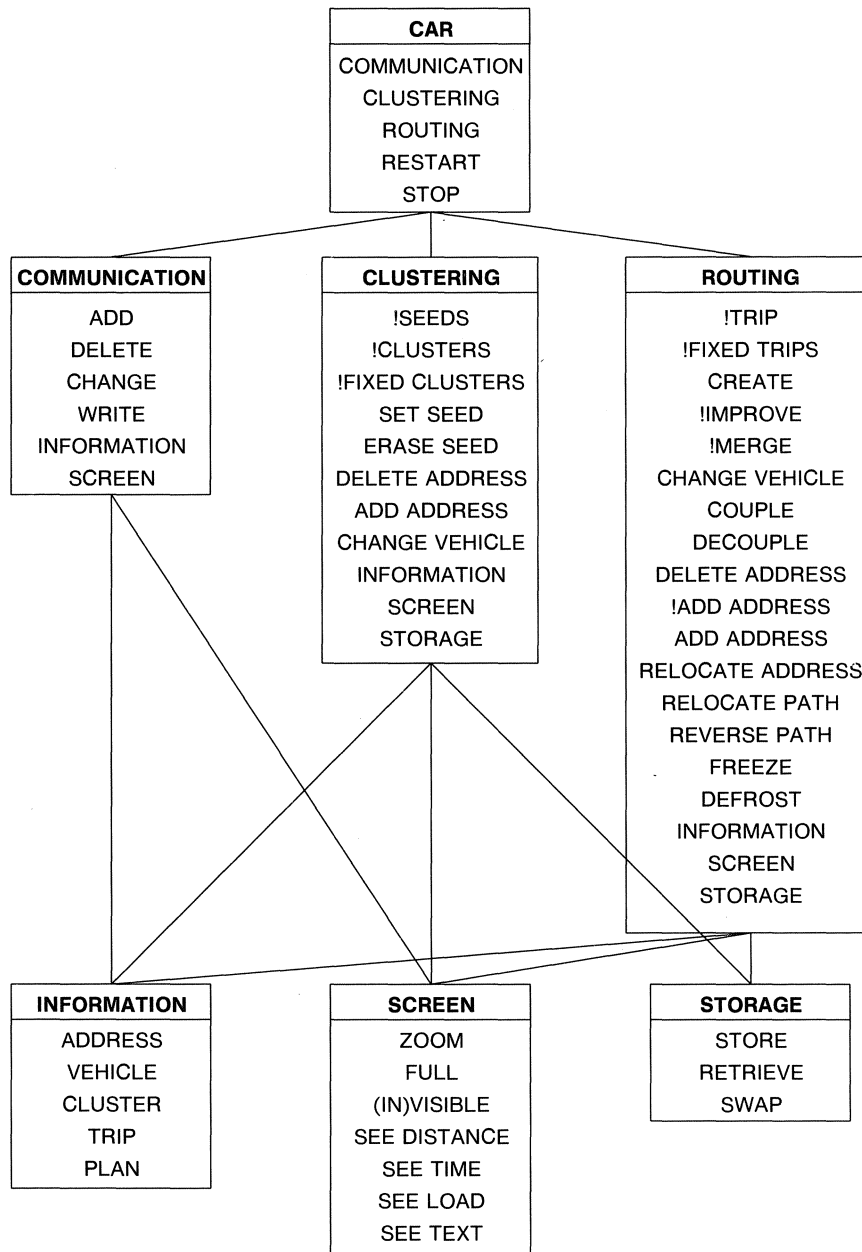 CAR
COMMUNICATION
CLUSTERING
ROUTING
RESTART
STOP
COMMUNICATION
ADD
DELETE
CHANGE
WRITE
INFORMATION
SCREEN
CLUSTERING
!SEEDS
!CLUSTERS
!FIXED CLUSTERS
SET SEED
ERASE SEED
DELETE ADDRESS
ADD ADDRESS
CHANGE VEHICLE
INFORMATION
SCREEN
STORAGE
ROUTING
!TRIP
!FIXED TRIPS
CREATE
!IMPROVE
!MERGE
CHANGE VEHICLE
COUPLE
DECOUPLE
DELETE ADDRESS
!ADD ADDRESS
ADD ADDRESS
RELOCATE ADDRESS
RELOCATE PATH
REVERSE PATH
FREEZE
DEFROST
INFORMATION
SCREEN
STORAGE
INFORMATION
ADDRESS
VEHICLE
CLUSTER
TRIP
PLAN
SCREEN
ZOOM
FULL
(IN)VISIBLE
SEE DISTANCE
SEE TIME
SEE LOAD
SEE TEXT
STORAGE
STORE
RETRIEVE
SWAP